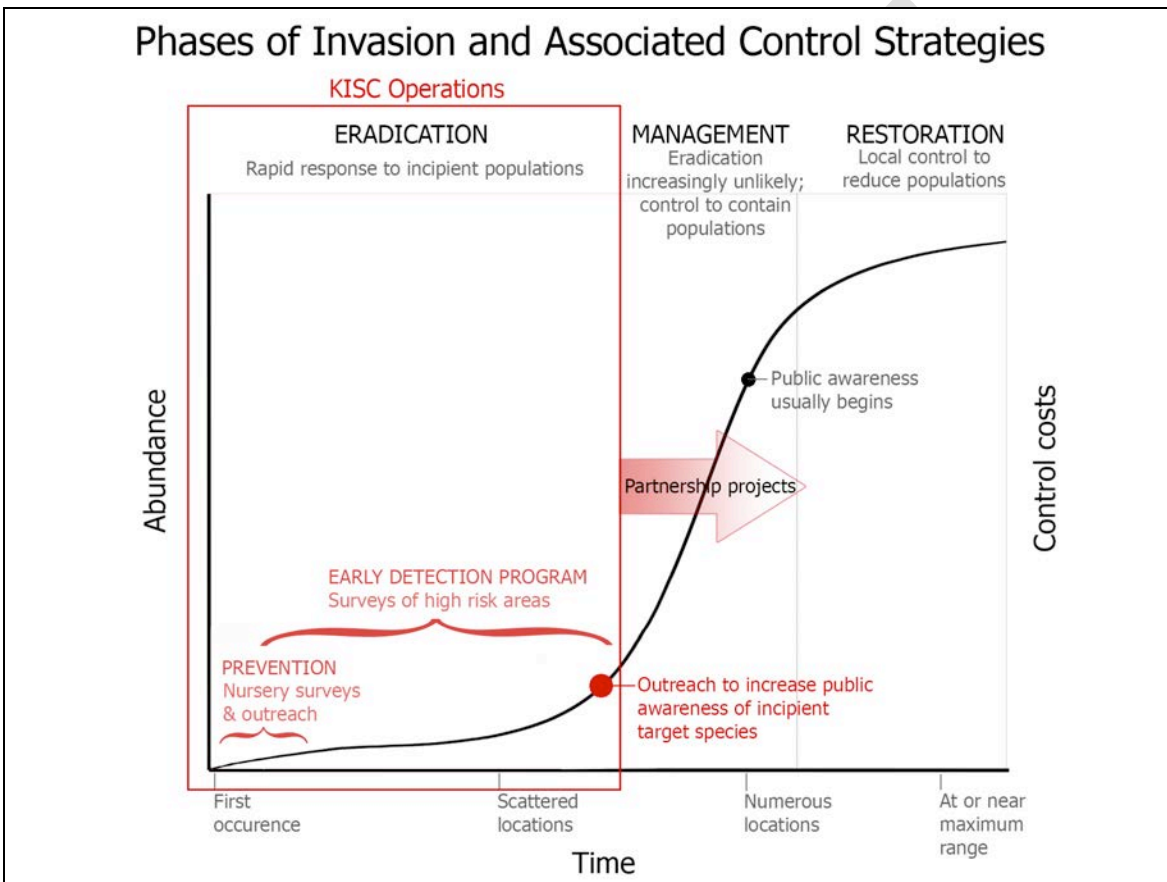 Phases of Invasion and Associated Control Strategies
KISC Operations
ERADICATION
Rapid response to incipient populations
MANAGEMENT
Eradication
increasingly unlikely;
control to contain
populations
RESTORATION
Local control to
reduce populations
Abundance
Control costs
Public awareness
usually begins
Partnership projects
EARLY DETECTION PROGRAM
Surveys of high risk areas
PREVENTION
Nursery surveys
& outreach
Outreach to increase public
awareness of incipient
target species
First
occurence
Scattered
locations
Numerous
locations
At or near
maximum
range
Time